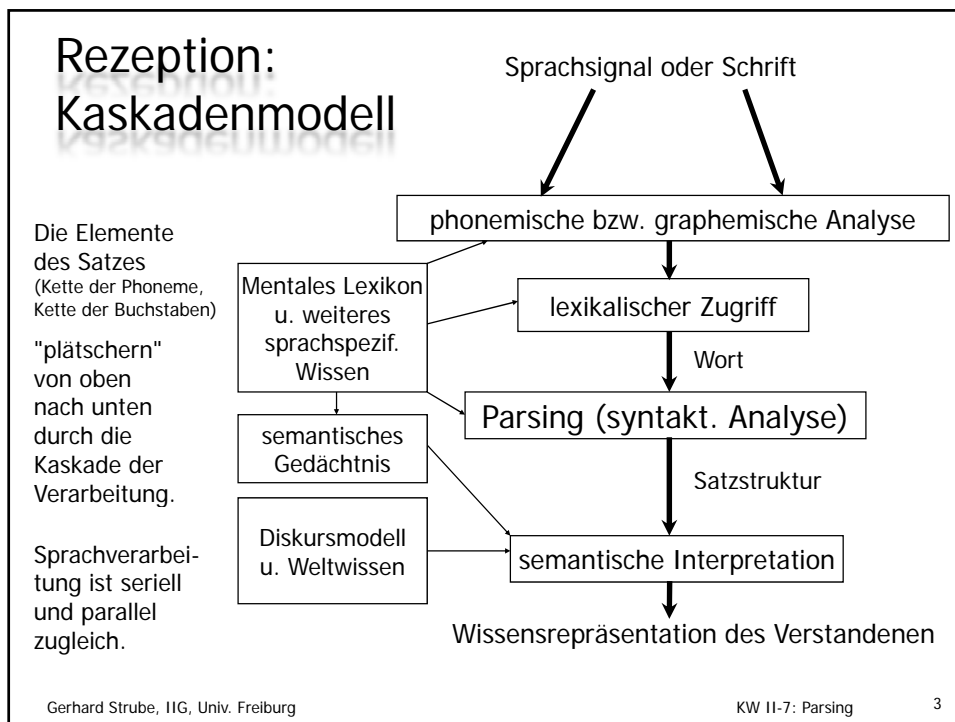 Rezeption:
Kaskadenmodell
Sprachsignal oder Schrift
phonemische bzw. graphemische Analyse
Die Elemente
des Satzes
(Kette der Phoneme,
Kette der Buchstaben)
"plätschern"
von oben
nach unten
durch die
Kaskade der
Verarbeitung.
Sprachverarbei-
tung ist seriell
und parallel
zugleich.
Mentales Lexikon
u. weiteres
sprachspezif.
Wissen
lexikalischer Zugriff
Wort
Parsing (syntakt. Analyse)
semantisches
Gedächtnis
Satzstruktur
Diskursmodell
u. Weltwissen
semantische Interpretation
Wissensrepräsentation des Verstandenen
Gerhard Strube, IIG, Univ. Freiburg
KW II-7: Parsing
3